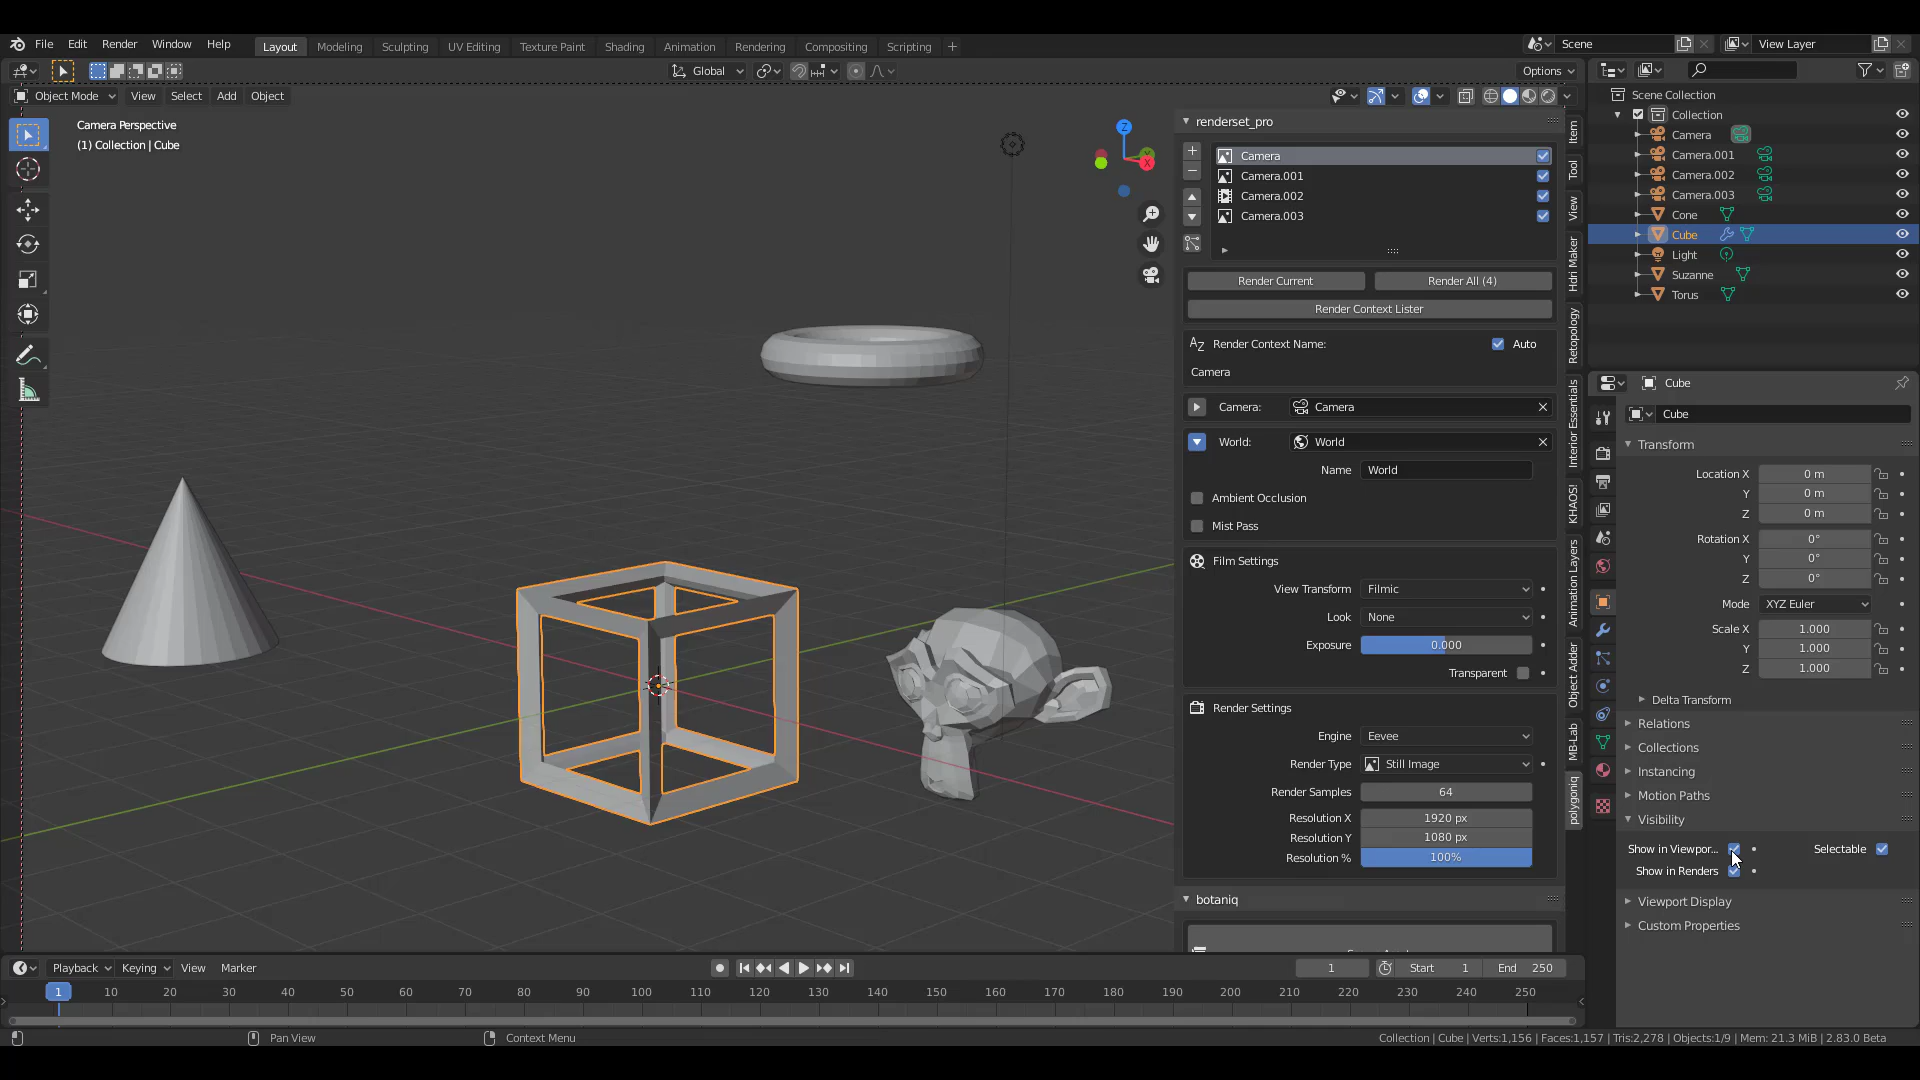 File Edit Render Window Help Layout Modeling Sculpting UV Editing Texture Paint Shading Animation Rendering Compositing Scripting + Scene View Layer
Global Options
Object Mode View Select Add Object
Camera Perspective
(1) Collection | Cube
Z
X
renderset_pro
Camera
Camera.001
Camera.002
Camera.003
Render Current Render All (4)
Render Context Lister
AZ Render Context Name: Auto
Camera
Camera: Camera
World: World
Name World
Ambient Occlusion
Mist Pass
Film Settings
View Transform Filmic
Look None
Exposure 0.000
Transparent
Render Settings
Engine Eevee
Render Type Still Image
Render Samples 64
Resolution X 1920 px
Resolution Y 1080 px
Resolution % 100%
botaniq
Item
Tool
View
Hdri Maker
Retopology
Interior Essentials
KHAOS!
Animation Layers
Object Adder
MB-Lab
polygoniq
Scene Collection
Collection
Camera
Camera.001
Camera.002
Camera.003
Cone
Cube
Light
Suzanne
Torus
Cube
Cube
Transform
Location X 0 m
Y 0 m
Z 0 m
Rotation X 0°
Y 0°
Z 0°
Mode XYZ Euler
Scale X 1.000
Y 1.000
Z 1.000
Delta Transform
Relations
Collections
Instancing
Motion Paths
Visibility
Show in Viewpor... Selectable
Show in Renders
Viewport Display
Custom Properties
Playback Keying View Marker 1 Start 1 End 250
1 10 20 30 40 50 60 70 80 90 100 110 120 130 140 150 160 170 180 190 200 210 220 230 240 250
Pan View Context Menu Collection | Cube | Verts:1,156 | Faces:1,157 | Tris:2,278 | Objects:1/9 | Mem: 21.3 MiB | 2.83.0 Beta